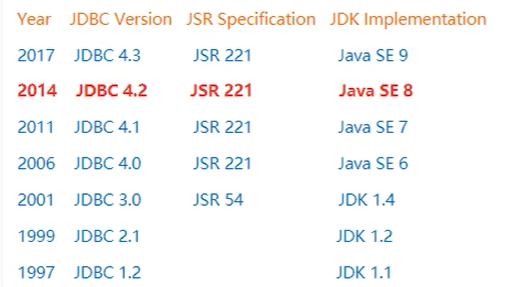 Year JDBC Version JSR Specification JDK Implementation
2017 JDBC 4.3 JSR 221 Java SE 9
2014 JDBC 4.2 JSR 221 Java SE 8
2011 JDBC 4.1 JSR 221 Java SE 7
2006 JDBC 4.0 JSR 221 Java SE 6
2001 JDBC 3.0 JSR 54 JDK 1.4
1999 JDBC 2.1 JDK 1.2
1997 JDBC 1.2 JDK 1.1